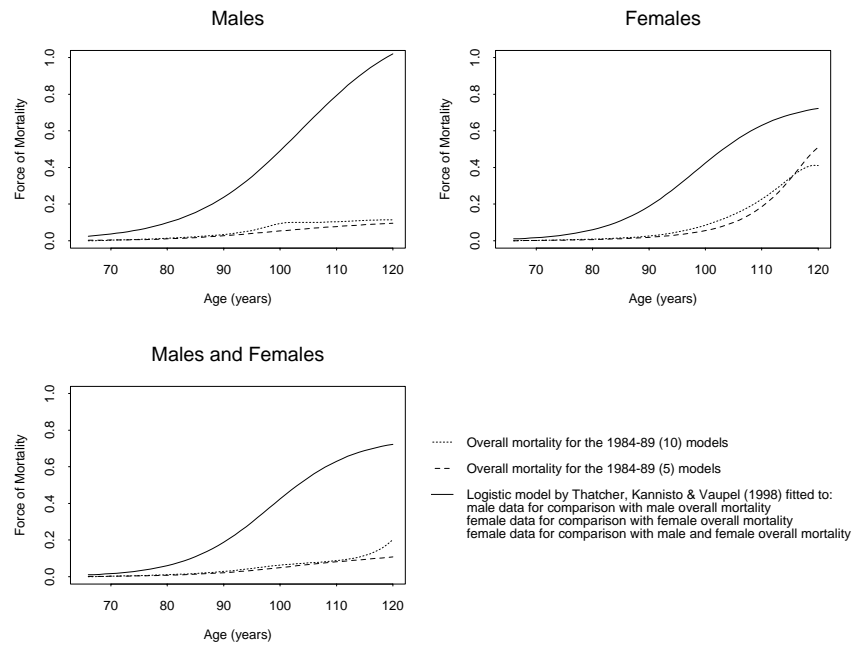 Males
Force of Mortality
0.0 0.2 0.4 0.6 0.8 1.0
70 80 90 100 110 120
Age (years)
Females
Force of Mortality
0.0 0.2 0.4 0.6 0.8 1.0
70 80 90 100 110 120
Age (years)
Males and Females
Force of Mortality
0.0 0.2 0.4 0.6 0.8 1.0
70 80 90 100 110 120
Age (years)
Overall mortality for the 1984-89 (10) models
Overall mortality for the 1984-89 (5) models
Logistic model by Thatcher, Kannisto & Vaupel (1998) fitted to:
male data for comparison with male overall mortality
female data for comparison with female overall mortality
female data for comparison with male and female overall mortality